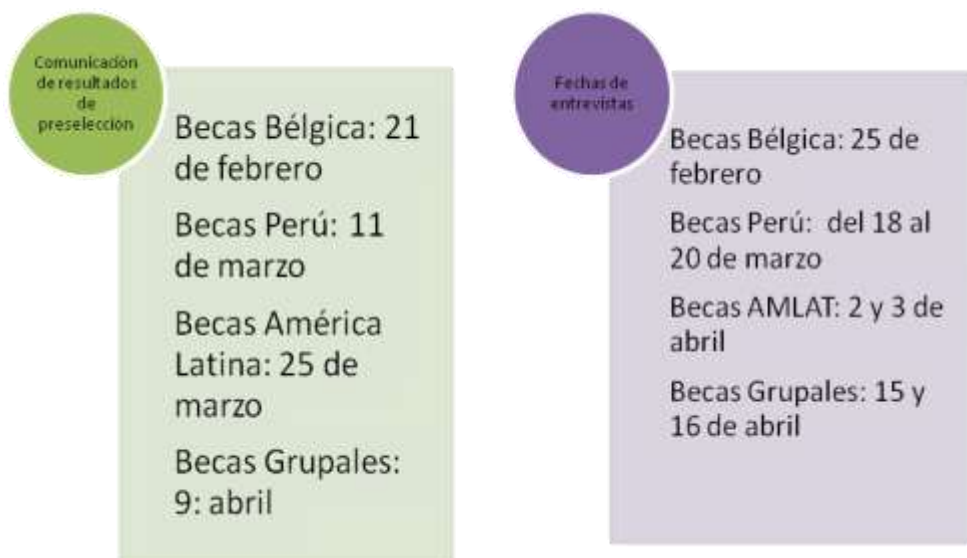 Comunicación
de resultados
de
preselección
Becas Bélgica: 21
de febrero
Becas Perú: 11
de marzo
Becas América
Latina: 25 de
marzo
Becas Grupales:
9: abril
Fechas de
entrevistas
Becas Bélgica: 25 de
febrero
Becas Perú: del 18 al
20 de marzo
Becas AMLAT: 2 y 3 de
abril
Becas Grupales: 15 y
16 de abril